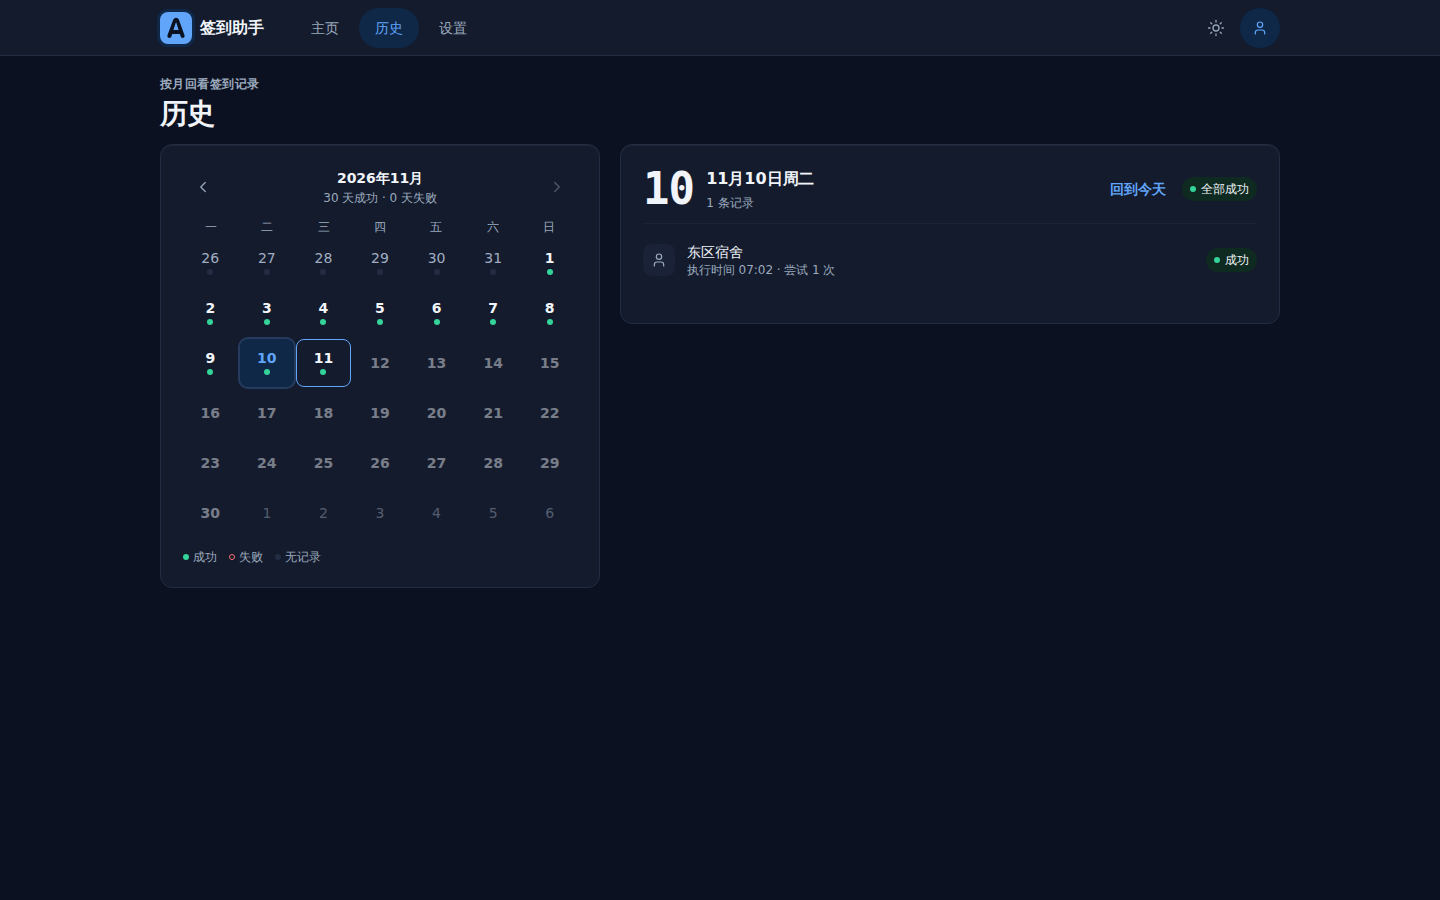 签到助手
主页
历史
设置
按月回看签到记录
历史
2026年11月
30 天成功 · 0 天失败
一 二 三 四 五 六 日
26 27 28 29 30 31 1
2 3 4 5 6 7 8
9 10 11 12 13 14 15
16 17 18 19 20 21 22
23 24 25 26 27 28 29
30 1 2 3 4 5 6
成功 失败 无记录
10
11月10日周二
1 条记录
回到今天
全部成功
东区宿舍
执行时间 07:02 · 尝试 1 次
成功